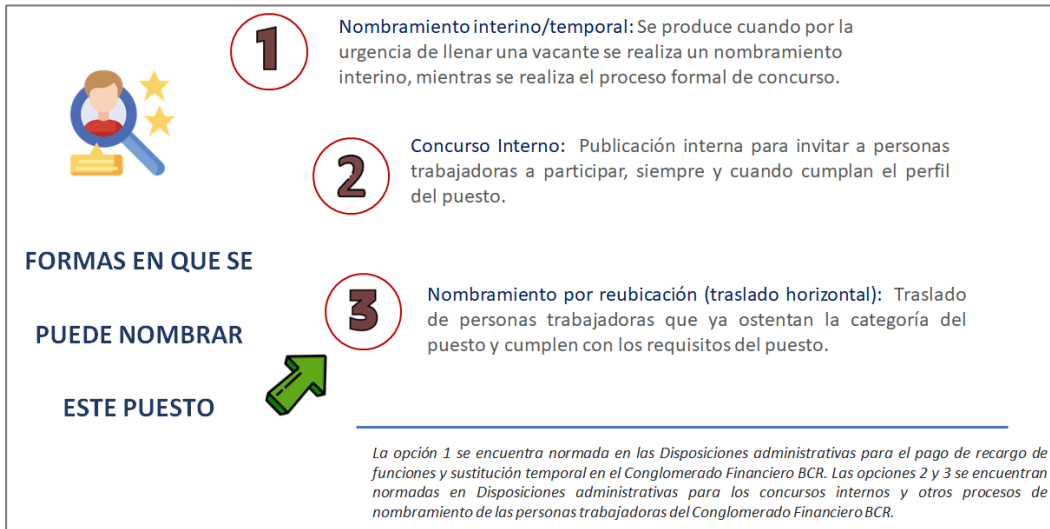 1
Nombramiento interino/temporal: Se produce cuando por la
urgencia de llenar una vacante se realiza un nombramiento
interino, mientras se realiza el proceso formal de concurso.
2
Concurso Interno: Publicación interna para invitar a personas
trabajadoras a participar, siempre y cuando cumplan el perfil
del puesto.
FORMAS EN QUE SE
PUEDE NOMBRAR
ESTE PUESTO
3
Nombramiento por reubicación (traslado horizontal): Traslado
de personas trabajadoras que ya ostentan la categoría del
puesto y cumplen con los requisitos del puesto.
La opción 1 se encuentra normada en las Disposiciones administrativas para el pago de recargo de
funciones y sustitución temporal en el Conglomerado Financiero BCR. Las opciones 2 y 3 se encuentran
normadas en Disposiciones administrativas para los concursos internos y otros procesos de
nombramiento de las personas trabajadoras del Conglomerado Financiero BCR.